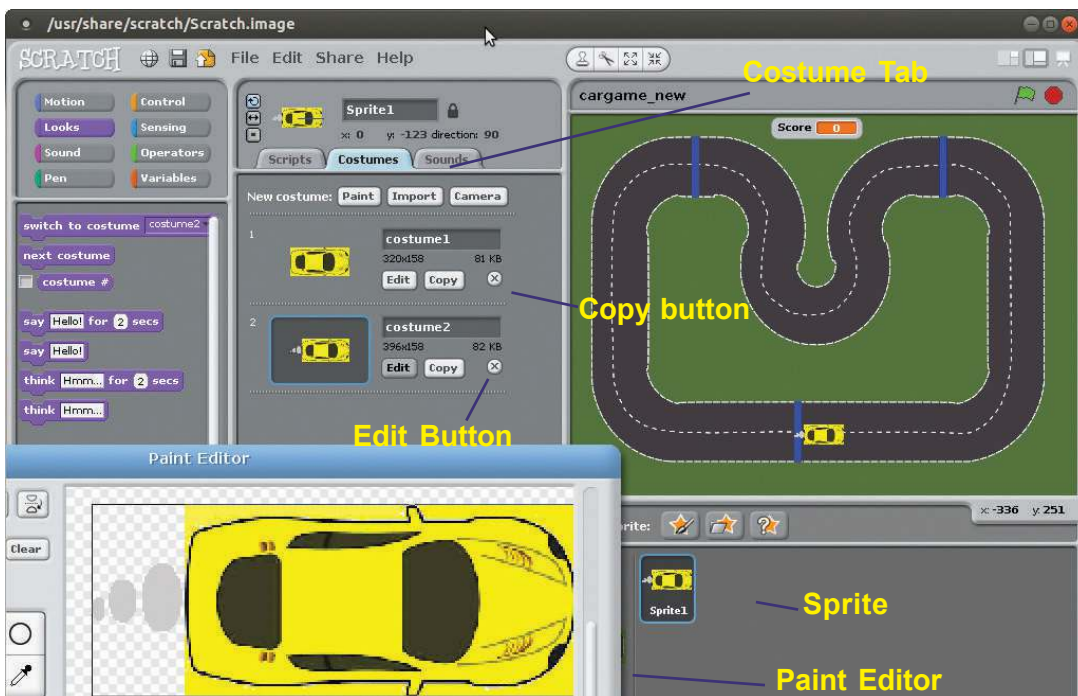 /usr/share/scratch/Scratch.image
SCRATCH File Edit Share Help
Costume Tab
Motion Control
Looks Sensing
Sound Operators
Pen Variables
Sprite1
x: 0 y: -123 direction: 90
Scripts Costumes Sounds
cargame_new
Score 0
New costume: Paint Import Camera
switch to costume costume2
next costume
costume #
say Hello! for 2 secs
say Hello!
think Hmm... for 2 secs
think Hmm...
1 costume1
320x158 81 KB
Edit Copy
Copy button
2 costume2
396x158 82 KB
Edit Copy
Edit Button
Paint Editor
Clear
x: -336 y: 251
rite:
Sprite1
Sprite
Paint Editor